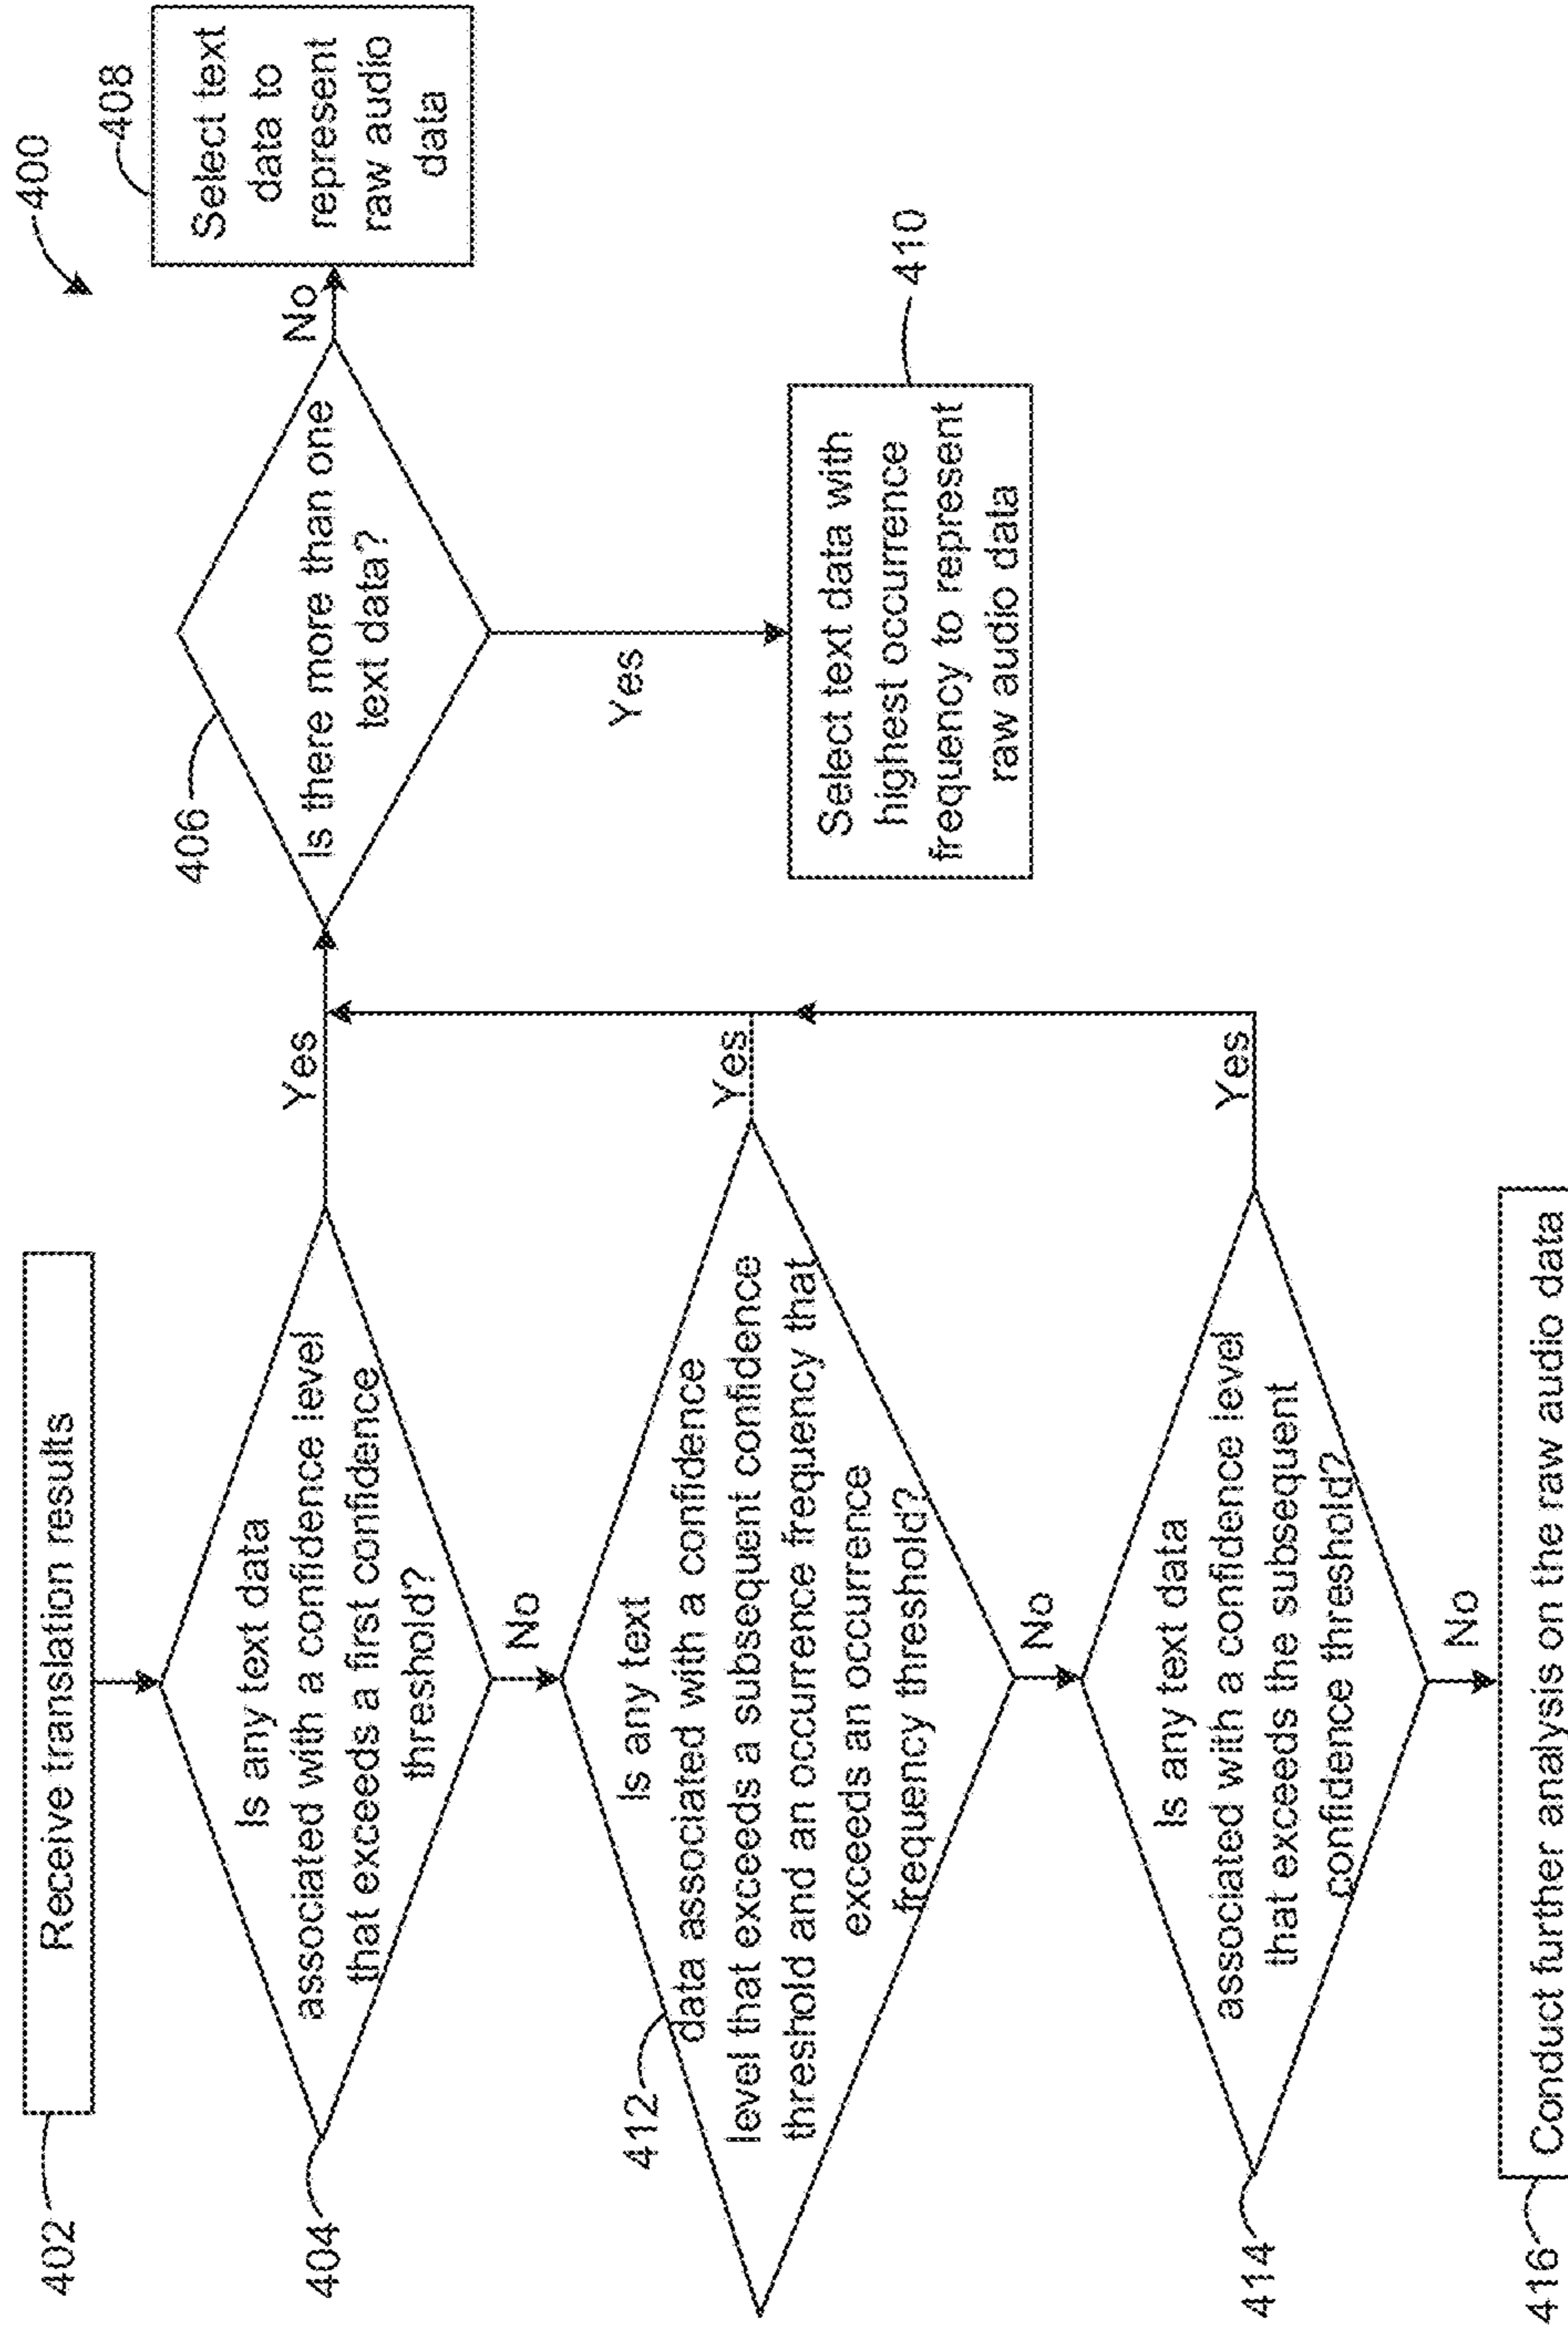 400
402
Receive translation results
404
Is any text data
associated with a confidence level
that exceeds a first confidence
threshold?
Yes
No
406
Is there more than one
text data?
No
Yes
408
Select text
data to
represent
raw audio
data
410
Select text data with
highest occurrence
frequency to represent
raw audio data
412
Is any text
data associated with a confidence
level that exceeds a subsequent confidence
threshold and an occurrence frequency that
exceeds an occurrence
frequency threshold?
Yes
No
414
Is any text data
associated with a confidence level
that exceeds the subsequent
confidence threshold?
Yes
No
416
Conduct further analysis on the raw audio data